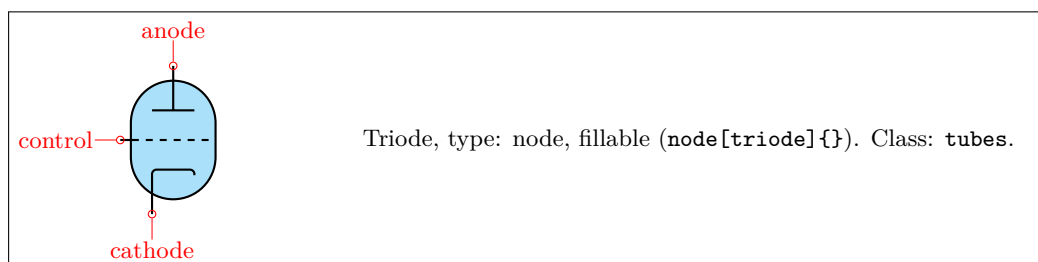 anode
control
Triode, type: node, fillable (node[triode]{}). Class: tubes.
cathode